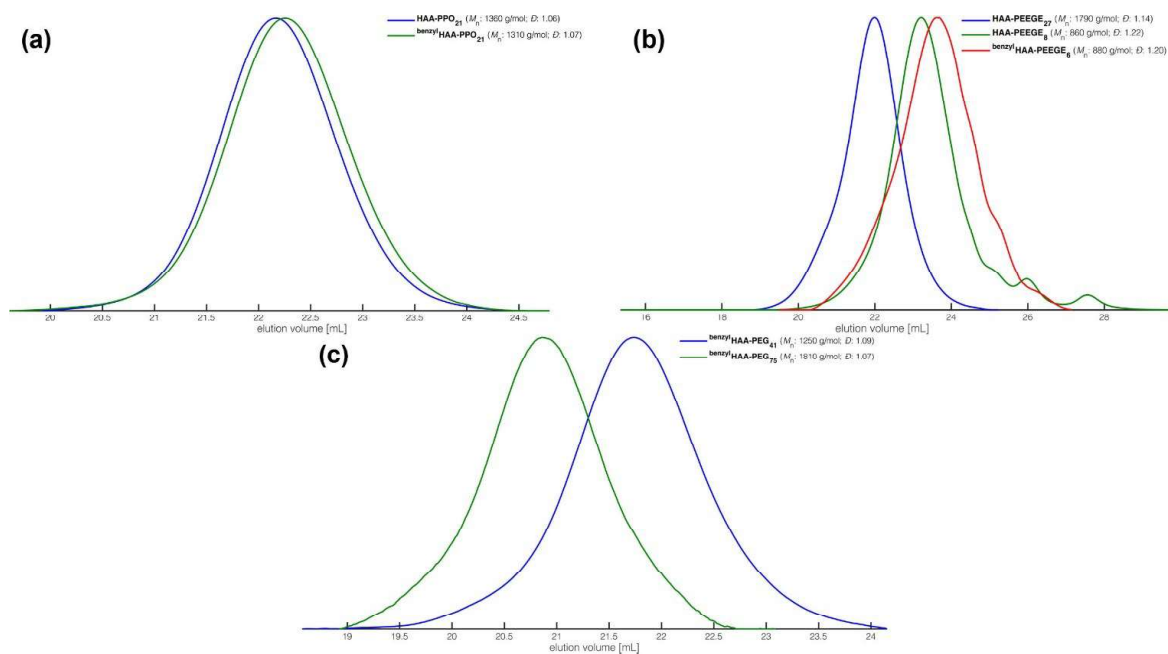 (a)
HAA-PPO21 (Mn: 1360 g/mol; Đ: 1.06)
benzylHAA-PPO21 (Mn: 1310 g/mol; Đ: 1.07)
20 20.5 21 21.5 22 22.5 23 23.5 24 24.5
elution volume [mL]
(b)
HAA-PEEGE27 (Mn: 1790 g/mol; Đ: 1.14)
HAA-PEEGE8 (Mn: 860 g/mol; Đ: 1.22)
benzylHAA-PEEGE6 (Mn: 880 g/mol; Đ: 1.20)
16 18 20 22 24 26 28
elution volume [mL]
(c)
benzylHAA-PEG41 (Mn: 1250 g/mol; Đ: 1.09)
benzylHAA-PEG75 (Mn: 1810 g/mol; Đ: 1.07)
19 19.5 20 20.5 21 21.5 22 22.5 23 23.5 24
elution volume [mL]